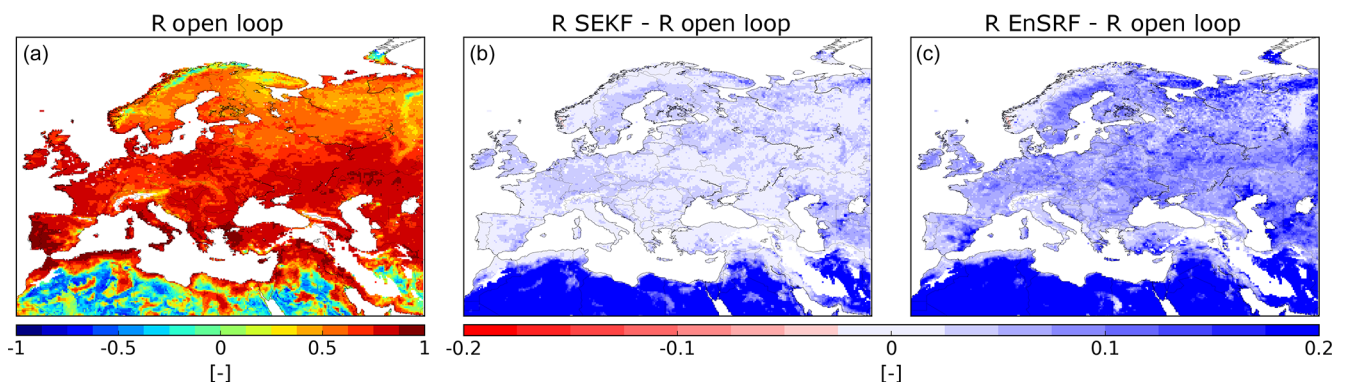 R open loop
R SEKF - R open loop
R EnSRF - R open loop
(a)
(b)
(c)
-1 -0.5 0 0.5 1
-0.2 -0.1 0 0.1 0.2
[-]
[-]